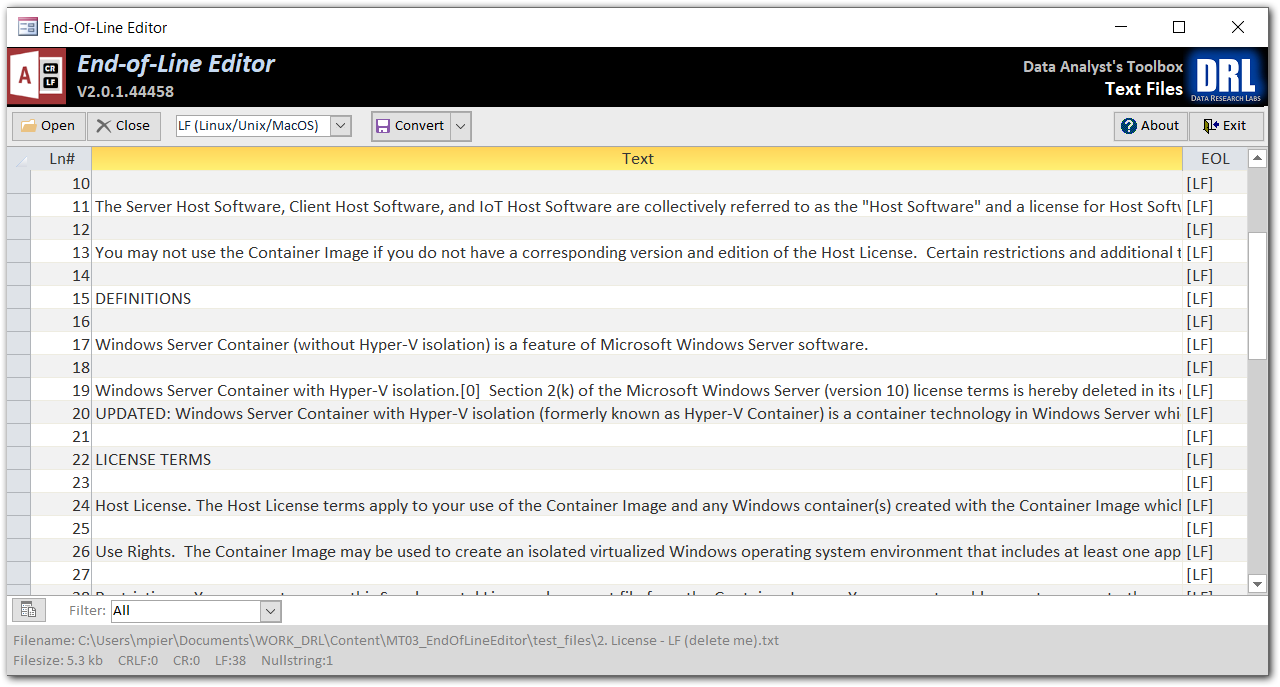 End-Of-Line Editor
A CR LF
End-of-Line Editor
V2.0.1.44458
Data Analyst's Toolbox
Text Files
DRL
DATA RESEARCH LABS
Open Close LF (Linux/Unix/MacOS) Convert About Exit
Ln# Text EOL
10 [LF]
11 The Server Host Software, Client Host Software, and IoT Host Software are collectively referred to as the "Host Software" and a license for Host Softw [LF]
12 [LF]
13 You may not use the Container Image if you do not have a corresponding version and edition of the Host License.  Certain restrictions and additional t [LF]
14 [LF]
15 DEFINITIONS [LF]
16 [LF]
17 Windows Server Container (without Hyper-V isolation) is a feature of Microsoft Windows Server software. [LF]
18 [LF]
19 Windows Server Container with Hyper-V isolation.[0]  Section 2(k) of the Microsoft Windows Server (version 10) license terms is hereby deleted in its [LF]
20 UPDATED: Windows Server Container with Hyper-V isolation (formerly known as Hyper-V Container) is a container technology in Windows Server whi [LF]
21 [LF]
22 LICENSE TERMS [LF]
23 [LF]
24 Host License. The Host License terms apply to your use of the Container Image and any Windows container(s) created with the Container Image whicl [LF]
25 [LF]
26 Use Rights.  The Container Image may be used to create an isolated virtualized Windows operating system environment that includes at least one app [LF]
27 [LF]
Filter: All
Filename: C:\Users\mpier\Documents\WORK_DRL\Content\MT03_EndOfLineEditor\test_files\2. License - LF (delete me).txt
Filesize: 5.3 kb CRLF:0 CR:0 LF:38 Nullstring:1